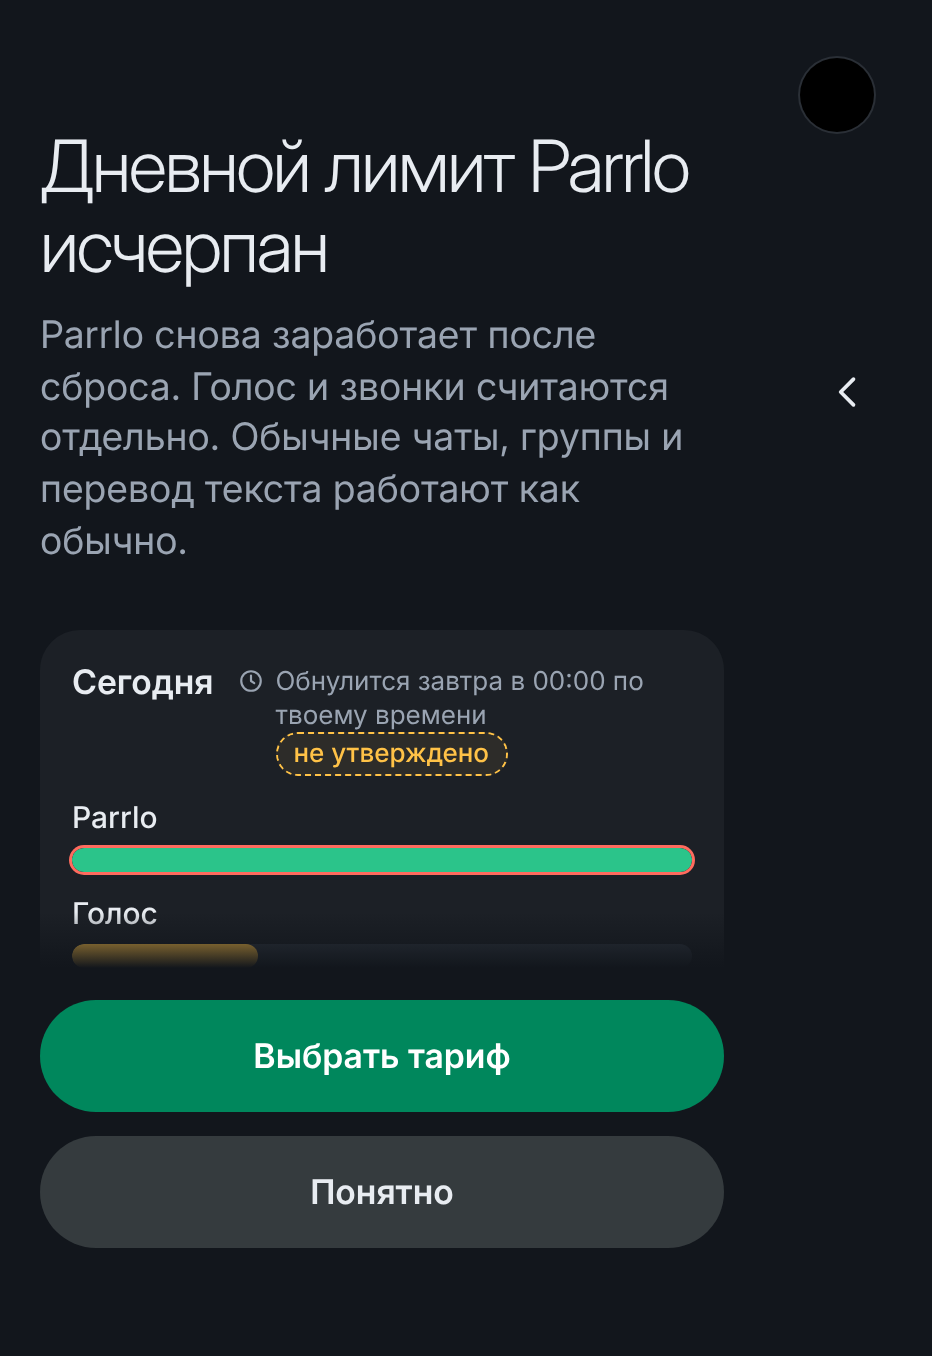 Дневной лимит Parrlo
исчерпан
Parrlo снова заработает после
сброса. Голос и звонки считаются
отдельно. Обычные чаты, группы и
перевод текста работают как
обычно.
Сегодня
Обнулится завтра в 00:00 по
твоему времени
не утверждено
Parrlo
Голос
Выбрать тариф
Понятно